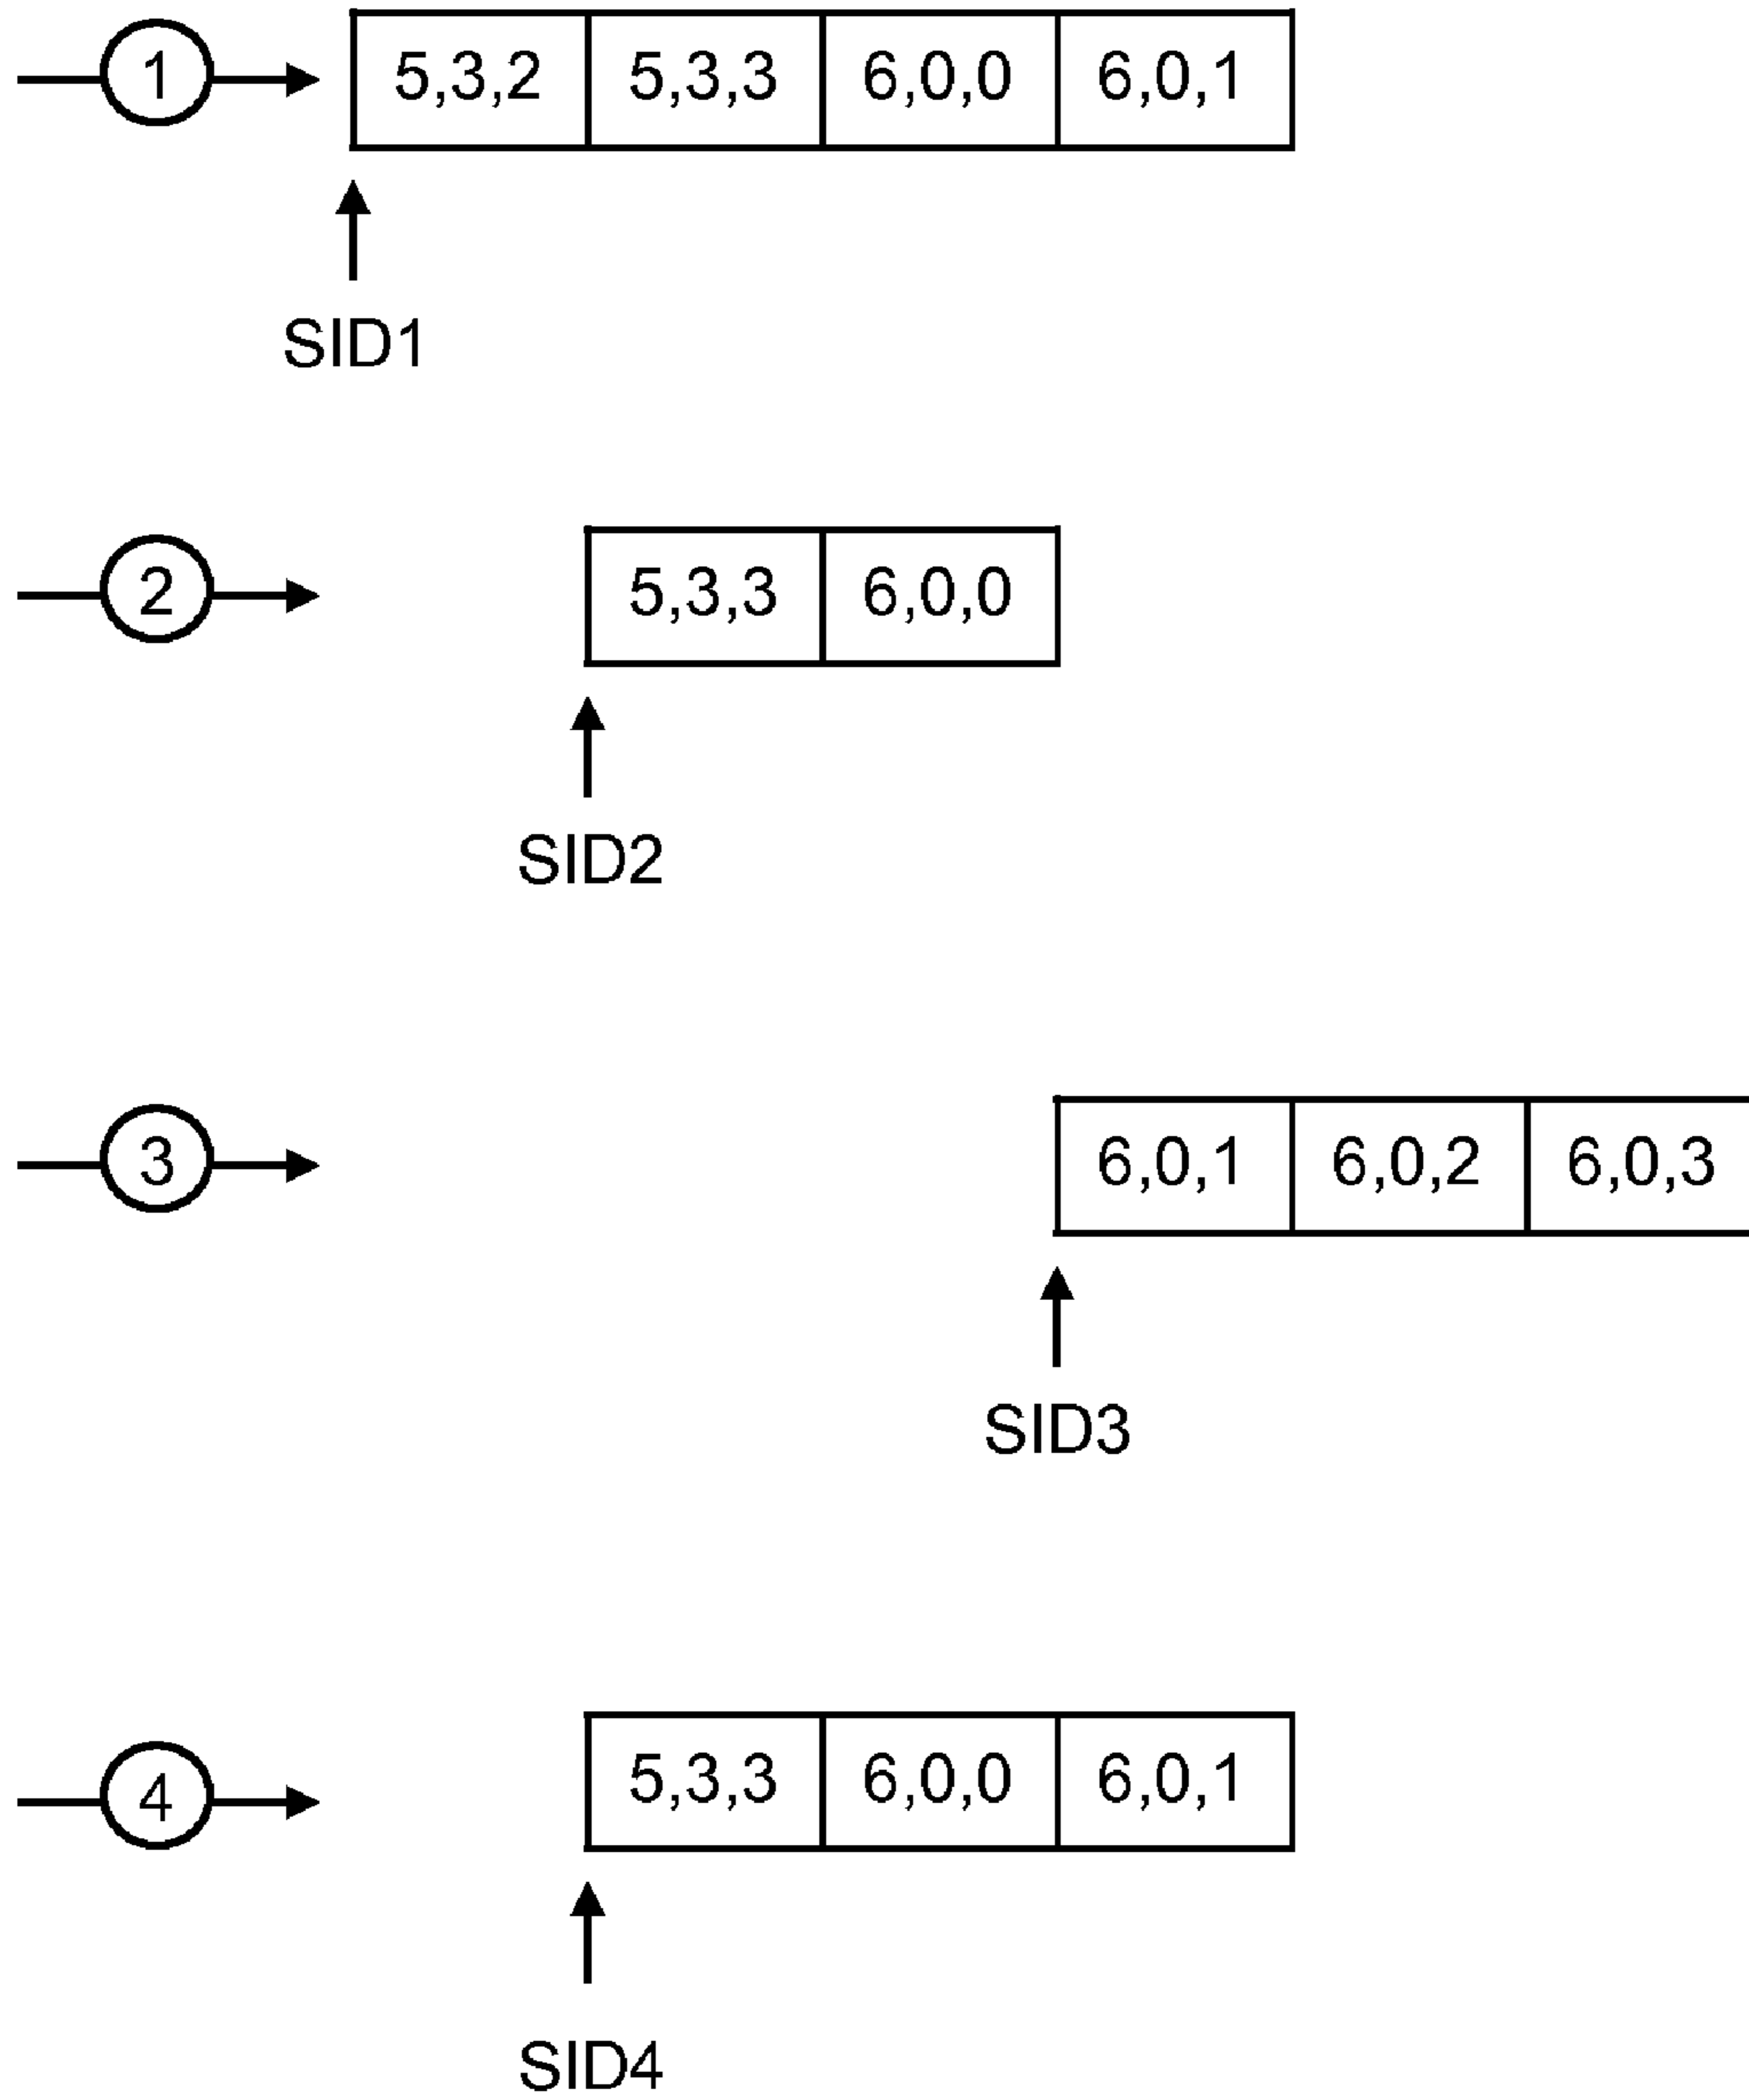 1 5,3,2 5,3,3 6,0,0 6,0,1
SID1
2 5,3,3 6,0,0
SID2
3 6,0,1 6,0,2 6,0,3
SID3
4 5,3,3 6,0,0 6,0,1
SID4